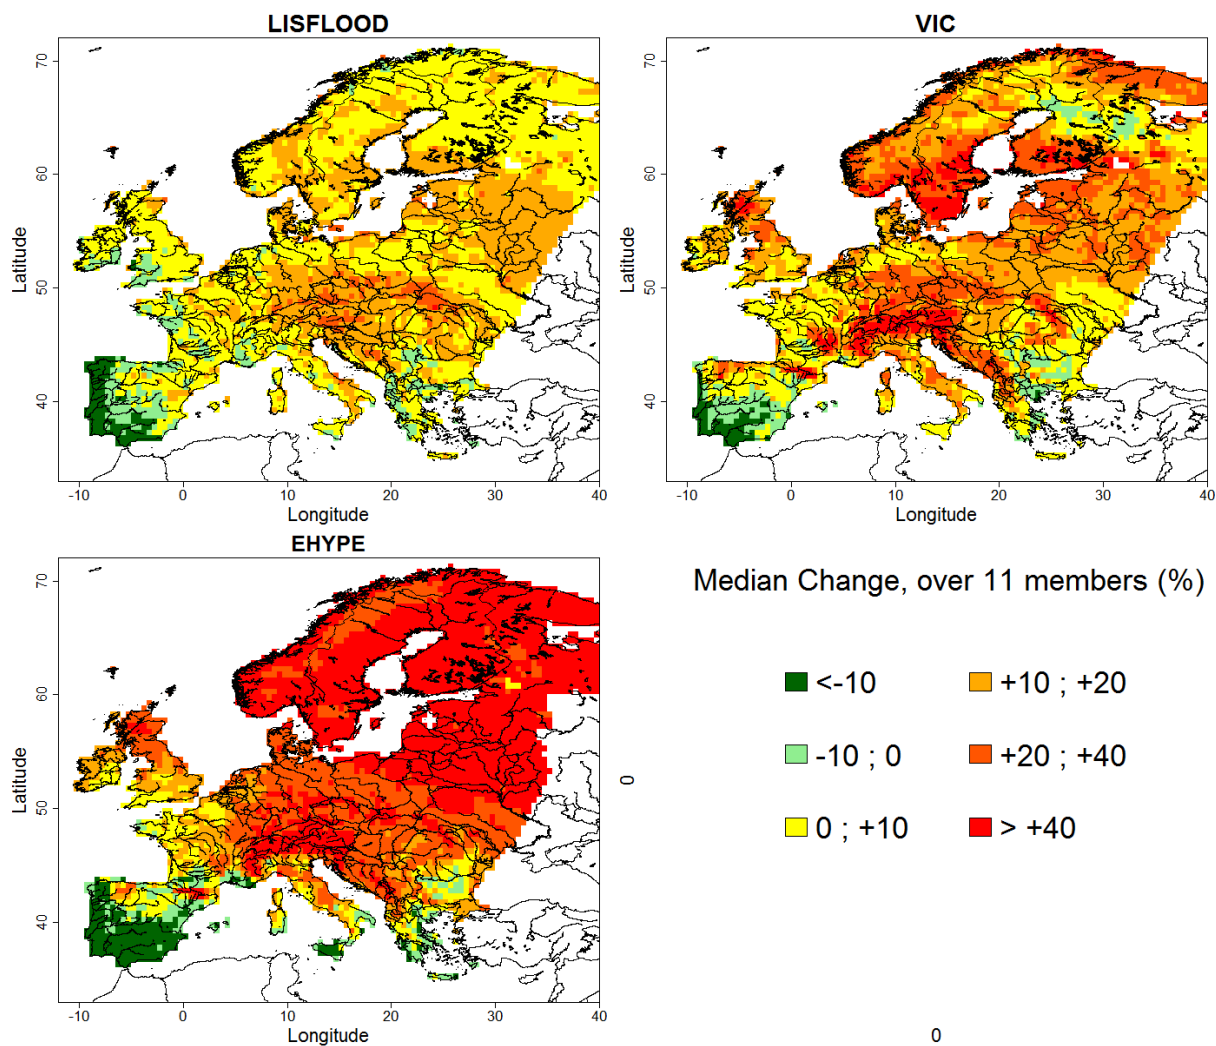 LISFLOOD
VIC
70
60
50
40
Latitude
-10 0 10 20 30 40
Longitude
70
60
50
40
Latitude
-10 0 10 20 30 40
Longitude
EHYPE
70
60
50
40
Latitude
-10 0 10 20 30 40
Longitude
Median Change, over 11 members (%)
<-10
+10 ; +20
-10 ; 0
+20 ; +40
0 ; +10
> +40
0
0